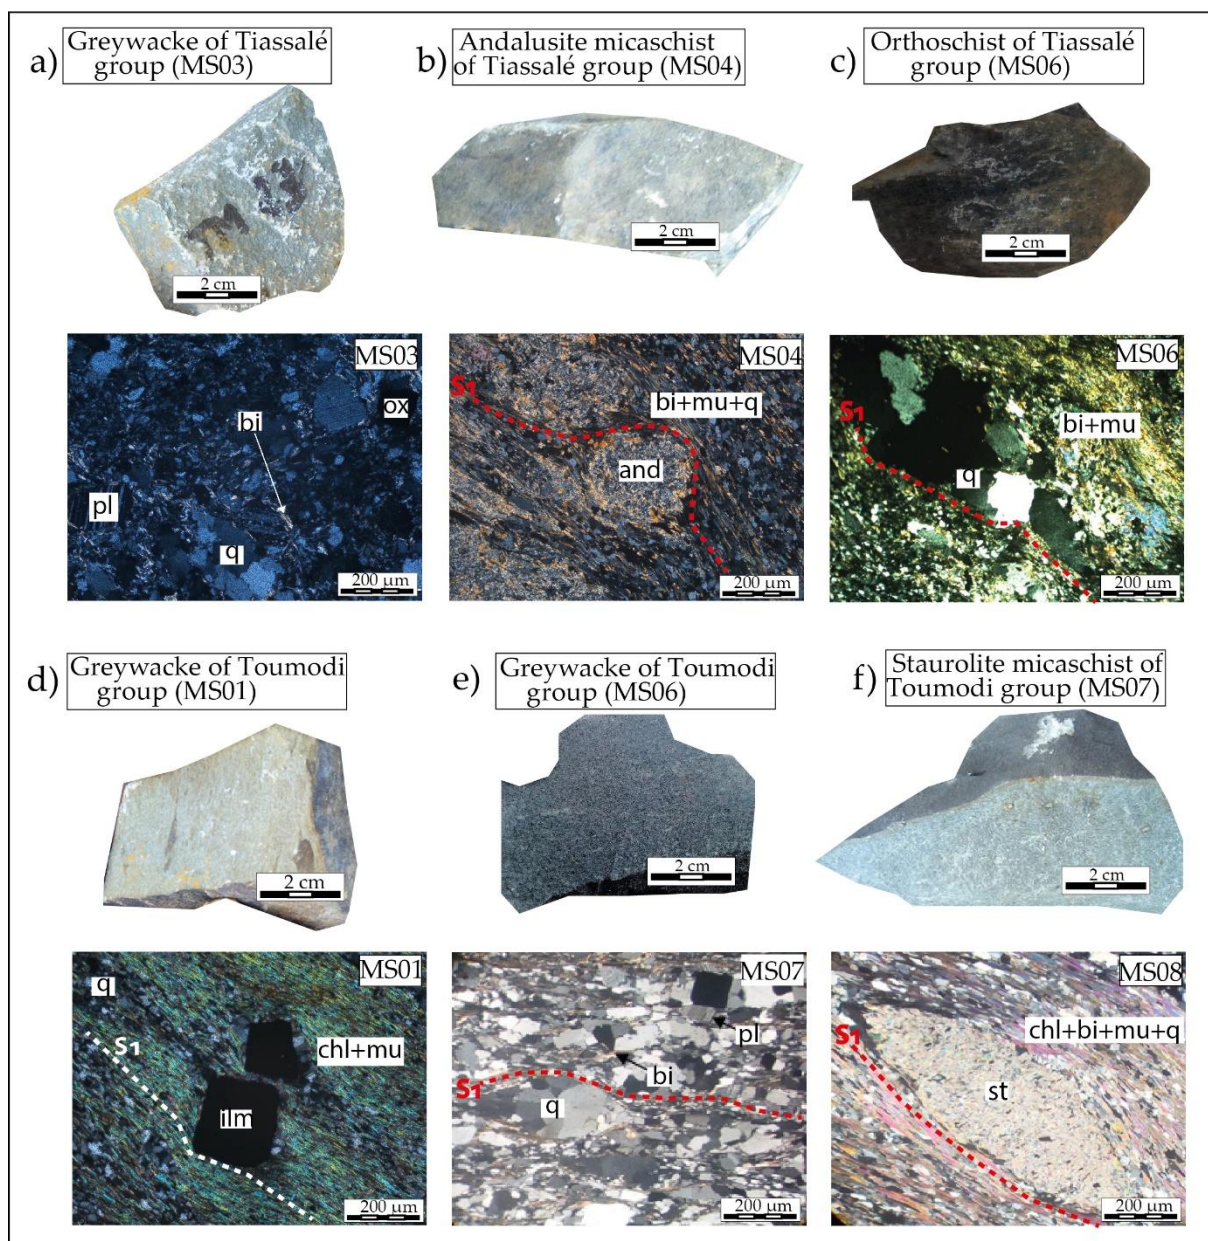 a) Greywacke of Tiassalé
group (MS03)
b) Andalusite micaschist
of Tiassalé group (MS04)
c) Orthoschist of Tiassalé
group (MS06)
2 cm
2 cm
2 cm
MS03
ox
bi
pl
q
200 µm
MS04
S1
bi+mu+q
and
200 µm
MS06
S1
bi+mu
q
200 µm
d) Greywacke of Toumodi
group (MS01)
e) Greywacke of Toumodi
group (MS06)
f) Staurolite micaschist of
Toumodi group (MS07)
2 cm
2 cm
2 cm
MS01
q
S1
chl+mu
ilm
200 µm
MS07
pl
bi
S1
q
200 µm
MS08
S1
chl+bi+mu+q
st
200 µm